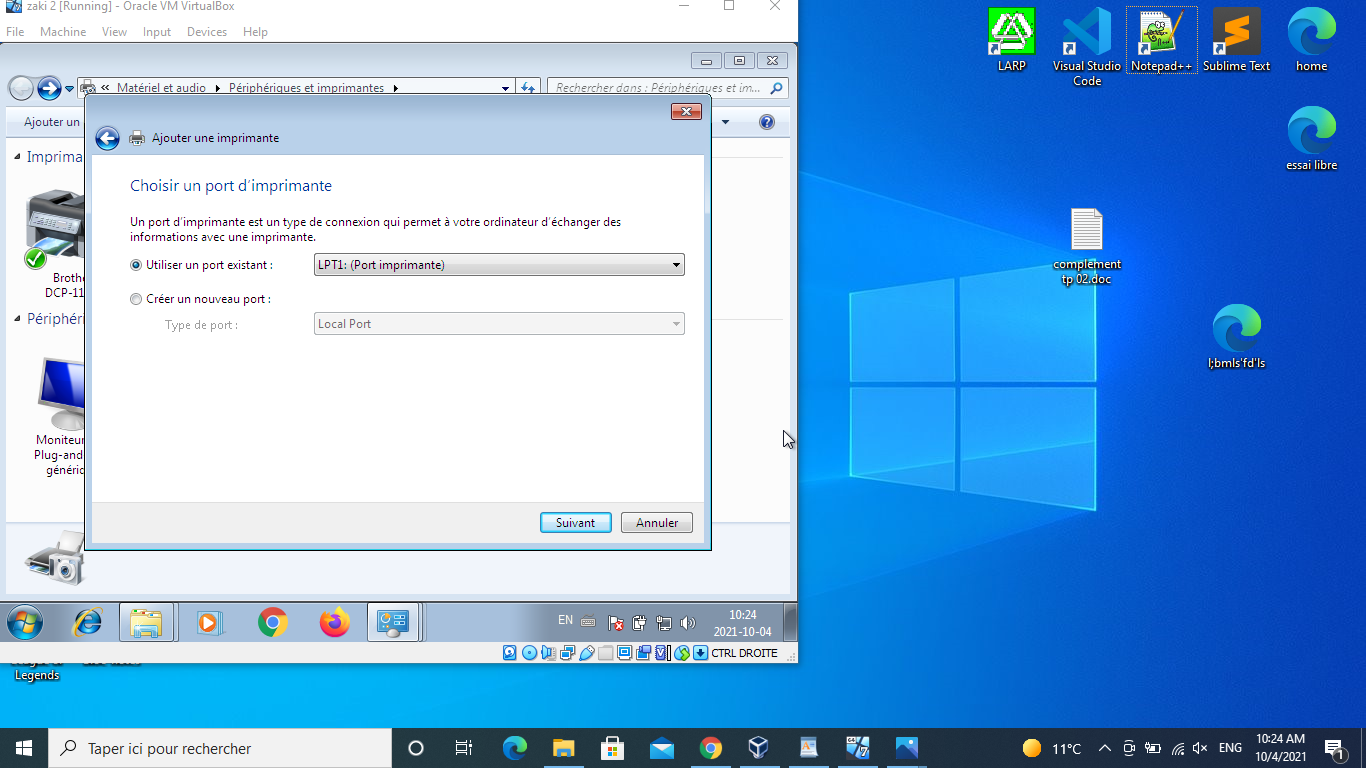 zaki 2 [Running] - Oracle VM VirtualBox
File Machine View Input Devices Help
« Matériel et audio Périphériques et imprimantes
Rechercher dans : Périphériques et im...
Ajouter un
Ajouter une imprimante
Imprima
Choisir un port d'imprimante
Un port d'imprimante est un type de connexion qui permet à votre ordinateur d'échanger des
informations avec une imprimante.
Utiliser un port existant :
LPT1: (Port imprimante)
Créer un nouveau port :
Type de port :
Local Port
Brothe
DCP-11
Périphéri
Moniteur
Plug-and
généric
Suivant
Annuler
EN
10:24
2021-10-04
CTRL DROITE
Legends
LARP
Visual Studio
Code
Notepad++
Sublime Text
home
essai libre
complement
tp 02.doc
l;bmls'fd'ls
Taper ici pour rechercher
11°C
ENG
10:24 AM
10/4/2021
1